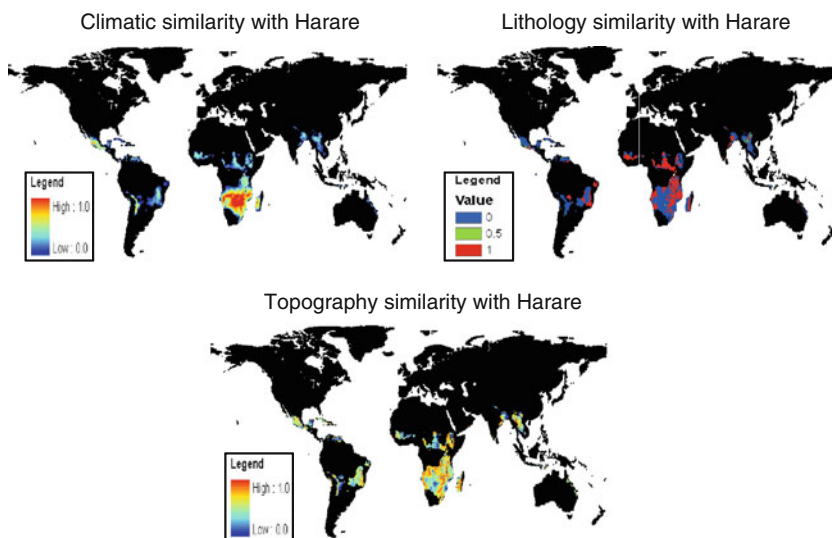 Climatic similarity with Harare
Lithology similarity with Harare
Legend
High : 1.0
Low : 0.0
Legend
Value
0
0.5
1
Topography similarity with Harare
Legend
High : 1.0
Low : 0.0